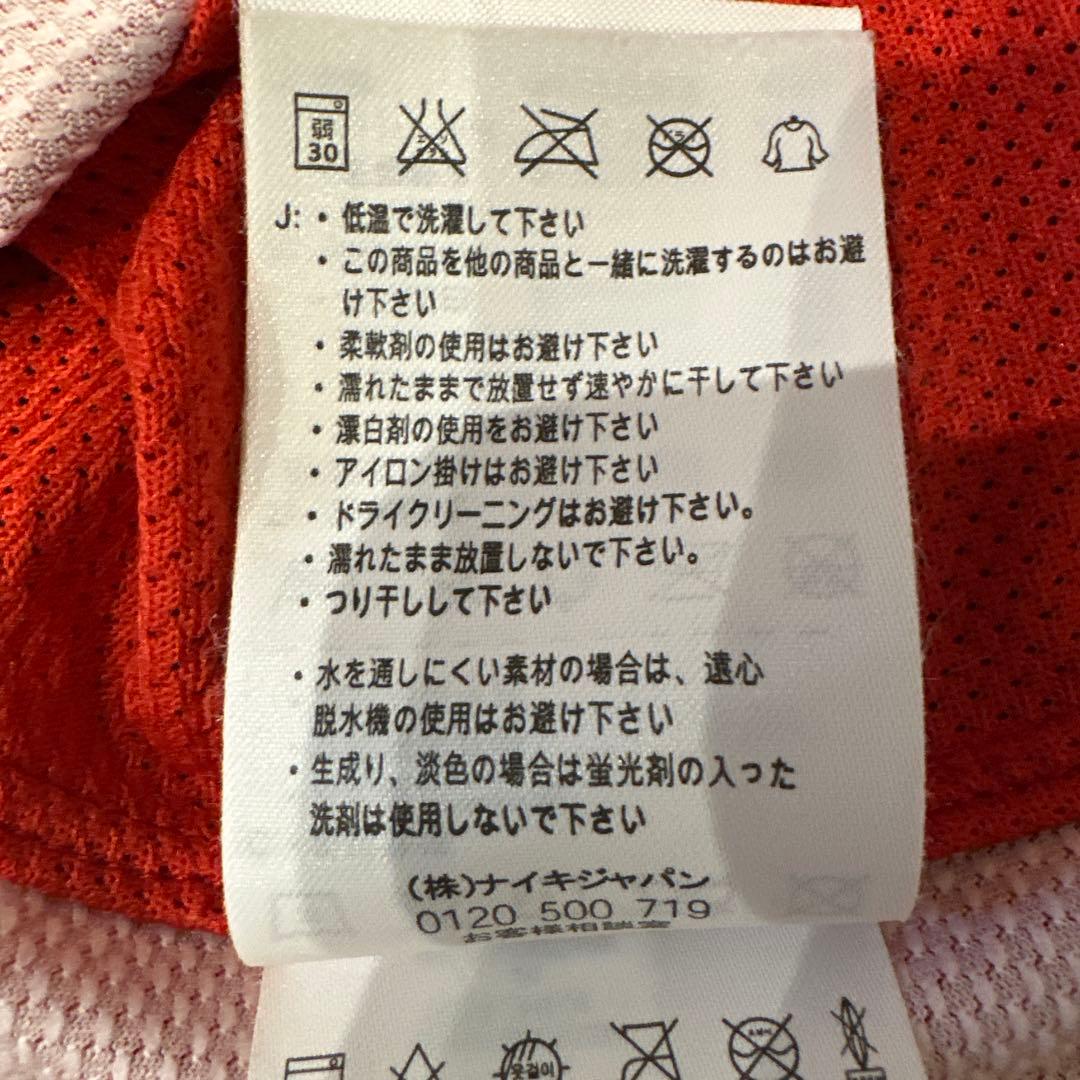 弱
30
J: ・ 低温で洗濯して下さい
・ この商品を他の商品と一緒に洗濯するのはお避
け下さい
・ 柔軟剤の使用はお避け下さい
・ 濡れたままで放置せず速やかに干して下さい
・ 漂白剤の使用をお避け下さい
・ アイロン掛けはお避け下さい
・ ドライクリーニングはお避け下さい。
・ 濡れたまま放置しないで下さい。
・ つり干しして下さい
・ 水を通しにくい素材の場合は、遠心
脱水機の使用はお避け下さい
・ 生成り、淡色の場合は蛍光剤の入った
洗剤は使用しないで下さい
(株)ナイキジャパン
0120 500 719
お客様相談室
옷걸이